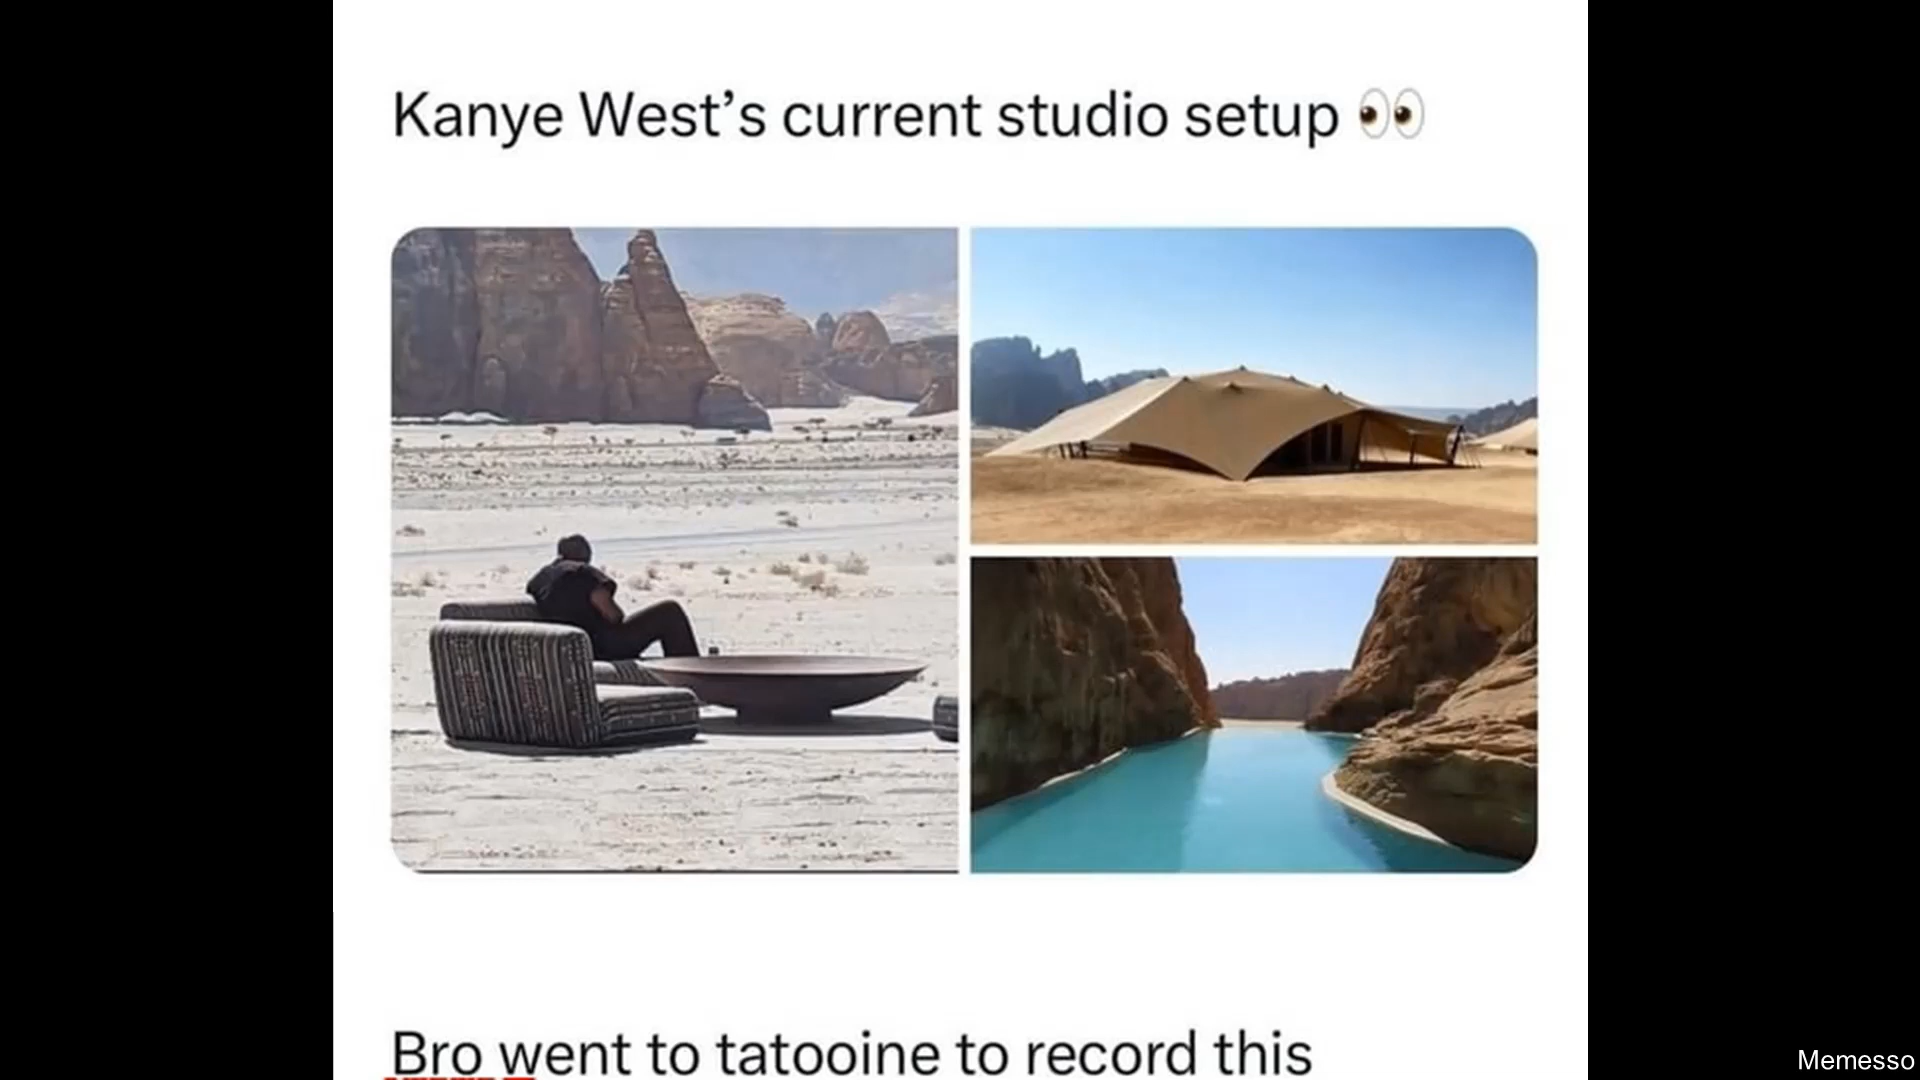 Kanye West’s current studio setup 👀
Bro went to tatooine to record this
Memesso